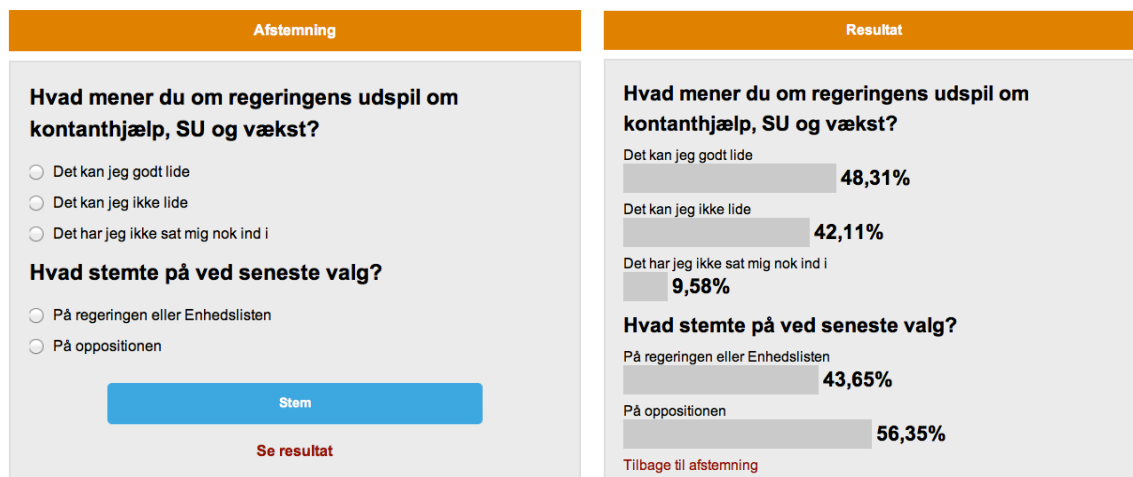 Afstemning
Hvad mener du om regeringens udspil om
kontanthjælp, SU og vækst?
Det kan jeg godt lide
Det kan jeg ikke lide
Det har jeg ikke sat mig nok ind i
Hvad stemte på ved seneste valg?
På regeringen eller Enhedslisten
På oppositionen
Stem
Se resultat
Resultat
Hvad mener du om regeringens udspil om
kontanthjælp, SU og vækst?
Det kan jeg godt lide
48,31%
Det kan jeg ikke lide
42,11%
Det har jeg ikke sat mig nok ind i
9,58%
Hvad stemte på ved seneste valg?
På regeringen eller Enhedslisten
43,65%
På oppositionen
56,35%
Tilbage til afstemning